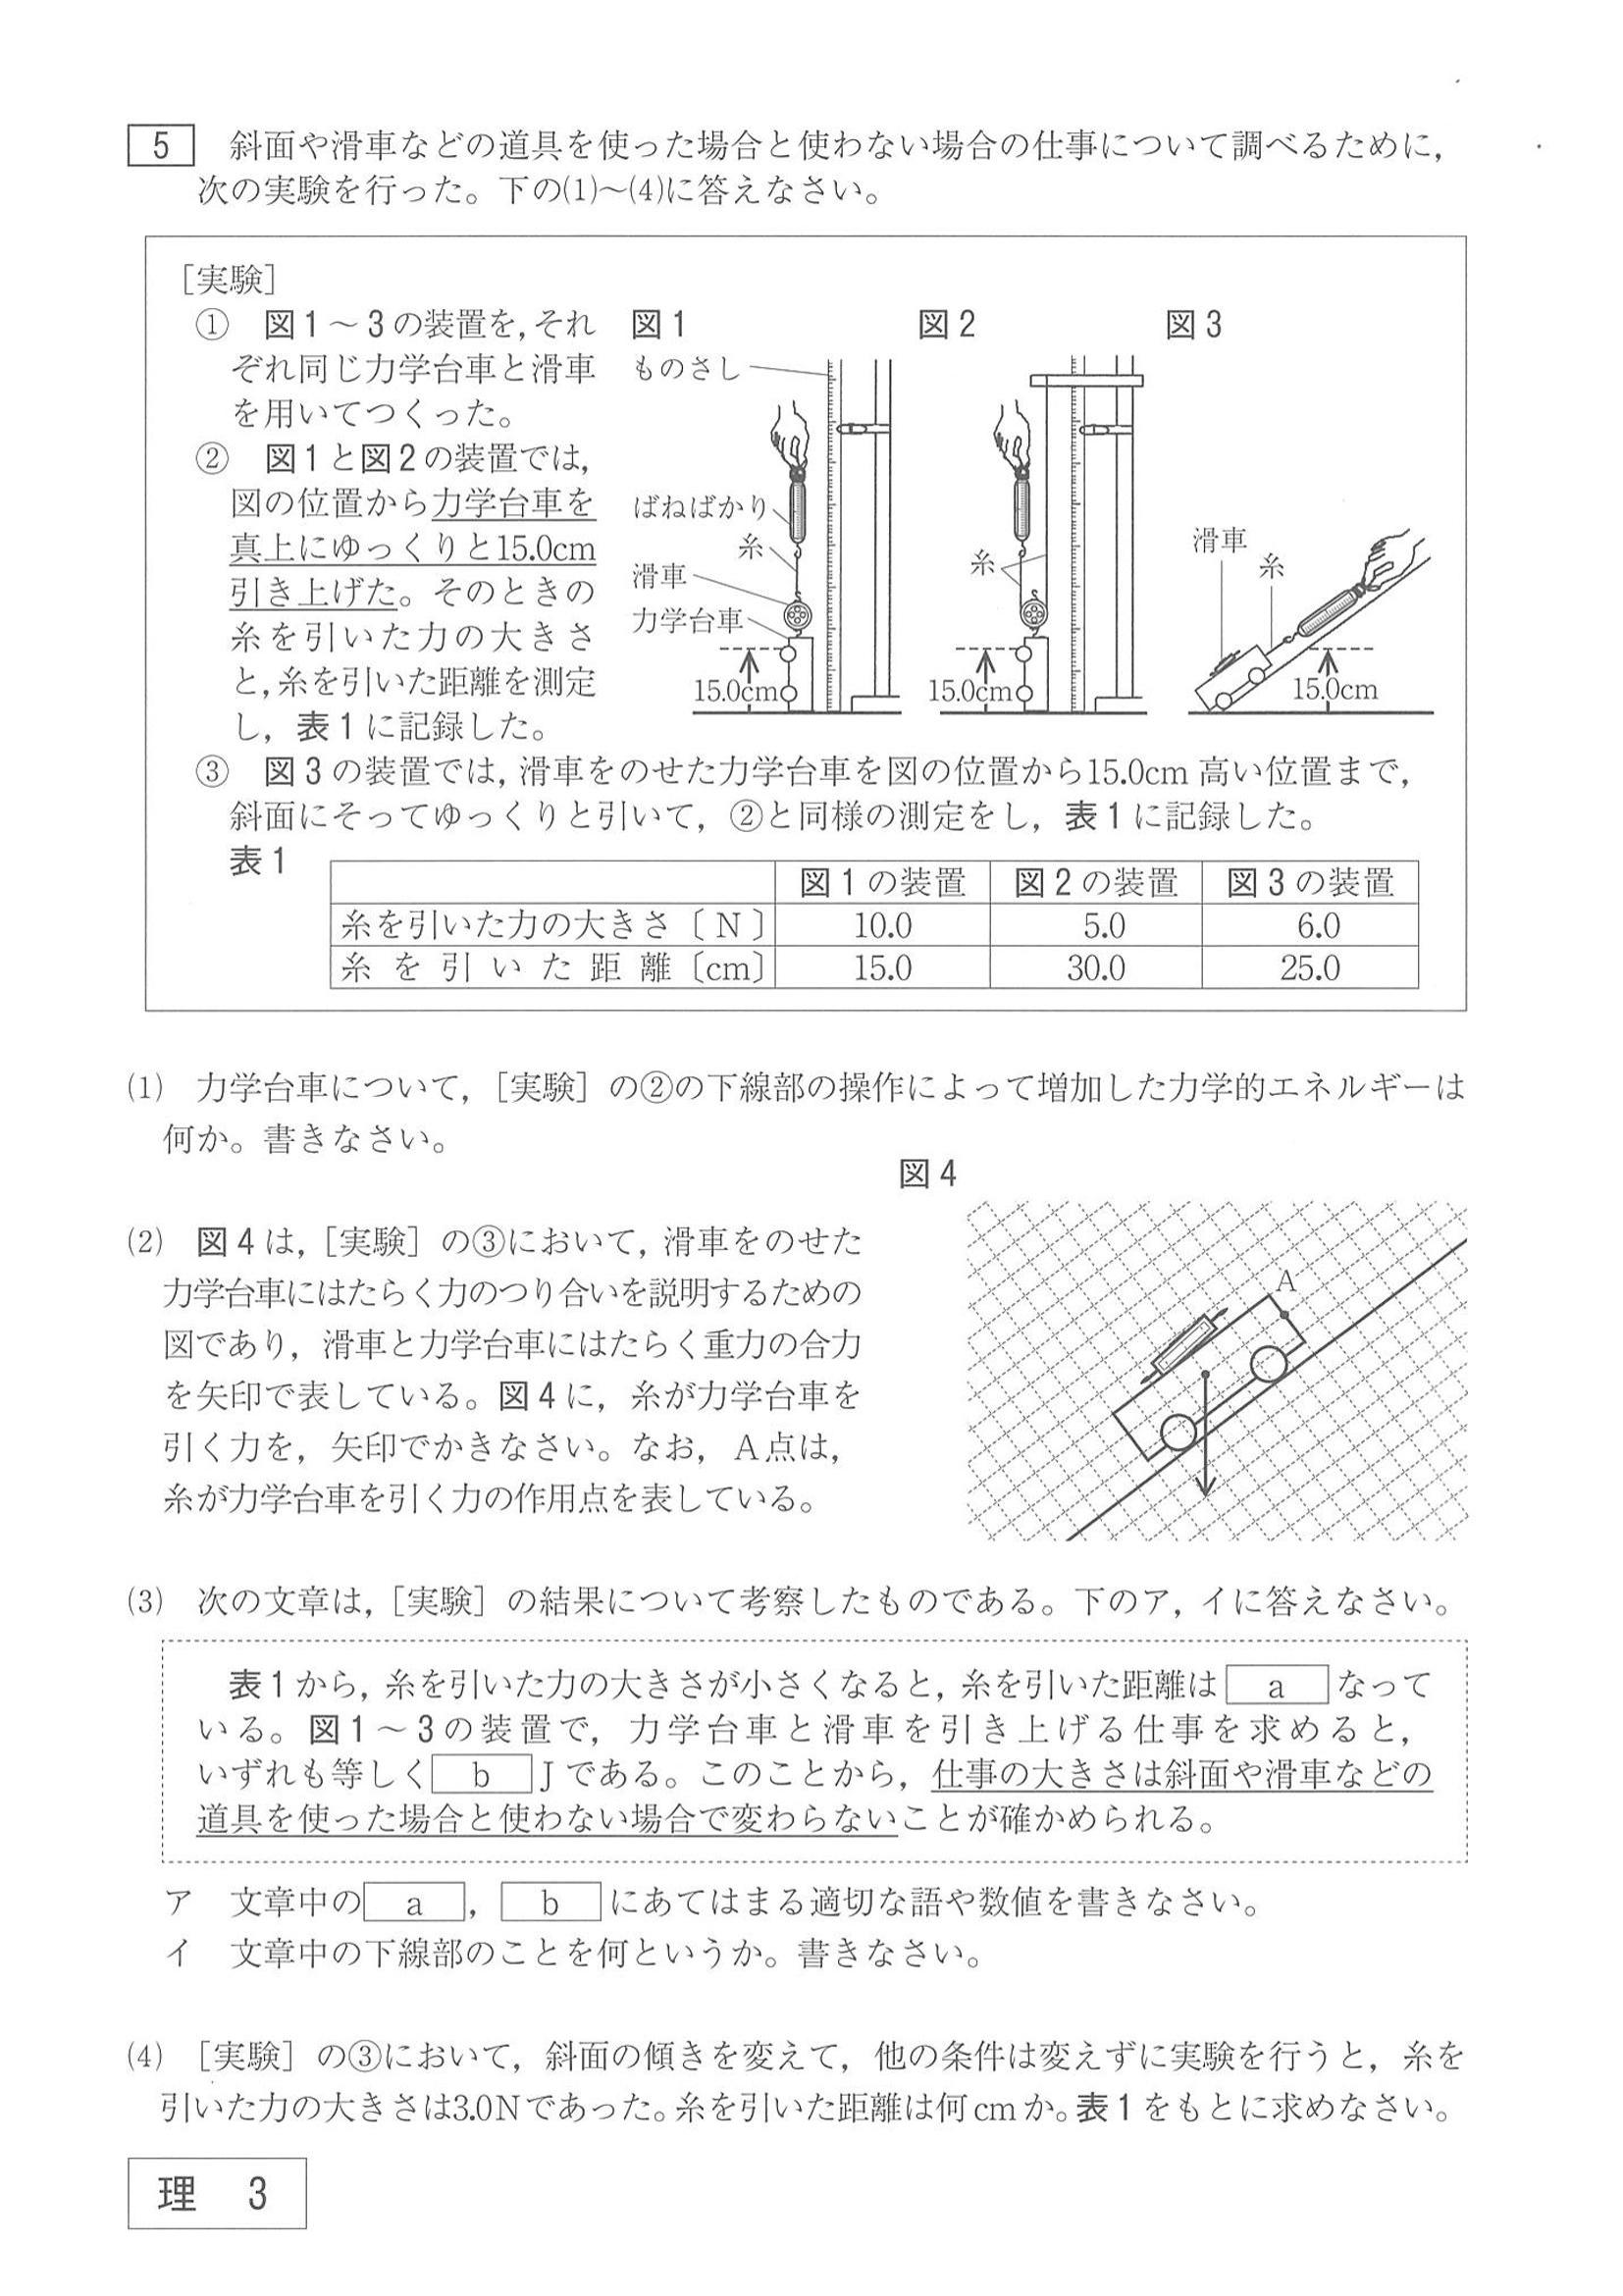 5 斜面や滑車などの道具を使った場合と使わない場合の仕事について調べるために，
次の実験を行った。下の(1)～(4)に答えなさい。
［実験］
① 図1～3の装置を，それ
ぞれ同じ力学台車と滑車
を用いてつくった。
② 図1と図2の装置では，
図の位置から力学台車を
真上にゆっくりと15.0cm
引き上げた。そのときの
糸を引いた力の大きさ
と，糸を引いた距離を測定
し，表1に記録した。
図1
ものさし
ばねばかり
糸
滑車
力学台車
15.0cm
図2
糸
15.0cm
図3
滑車
糸
15.0cm
③ 図3の装置では，滑車をのせた力学台車を図の位置から15.0cm高い位置まで，
斜面にそってゆっくりと引いて，②と同様の測定をし，表1に記録した。
表1
図1の装置 図2の装置 図3の装置
糸を引いた力の大きさ〔N〕 10.0 5.0 6.0
糸を引いた距離〔cm〕 15.0 30.0 25.0
(1) 力学台車について，［実験］の②の下線部の操作によって増加した力学的エネルギーは
何か。書きなさい。
図4
A
(2) 図4は，［実験］の③において，滑車をのせた
力学台車にはたらく力のつり合いを説明するための
図であり，滑車と力学台車にはたらく重力の合力
を矢印で表している。図4に，糸が力学台車を
引く力を，矢印でかきなさい。なお，A点は，
糸が力学台車を引く力の作用点を表している。
(3) 次の文章は，［実験］の結果について考察したものである。下のア，イに答えなさい。
表1から，糸を引いた力の大きさが小さくなると，糸を引いた距離は a なって
いる。図1～3の装置で，力学台車と滑車を引き上げる仕事を求めると，
いずれも等しく b Jである。このことから，仕事の大きさは斜面や滑車などの
道具を使った場合と使わない場合で変わらないことが確かめられる。
ア 文章中の a ， b にあてはまる適切な語や数値を書きなさい。
イ 文章中の下線部のことを何というか。書きなさい。
(4) ［実験］の③において，斜面の傾きを変えて，他の条件は変えずに実験を行うと，糸を
引いた力の大きさは3.0Nであった。糸を引いた距離は何cmか。表1をもとに求めなさい。
理 3